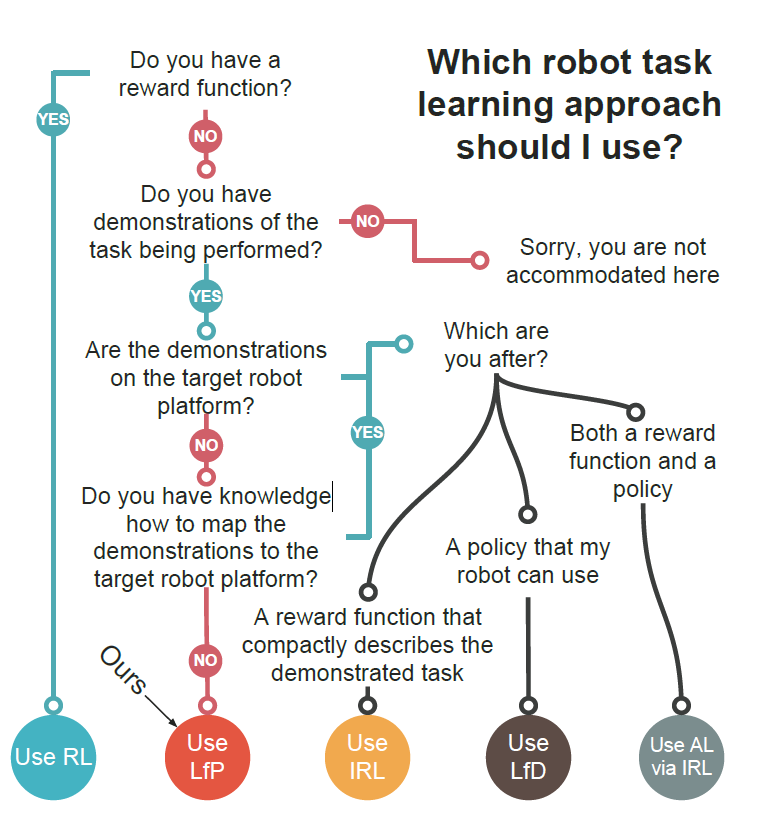 Which robot task
learning approach
should I use?
Do you have a
reward function?
YES
NO
Do you have
demonstrations of the
task being performed?
NO
Sorry, you are not
accommodated here
YES
Are the demonstrations
on the target robot
platform?
YES
NO
Do you have knowledge
how to map the
demonstrations to the
target robot platform?
NO
Which are
you after?
Both a reward
function and a
policy
A policy that my
robot can use
A reward function that
compactly describes the
demonstrated task
Ours
Use RL
Use
LfP
Use
IRL
Use
LfD
Use AL
via IRL